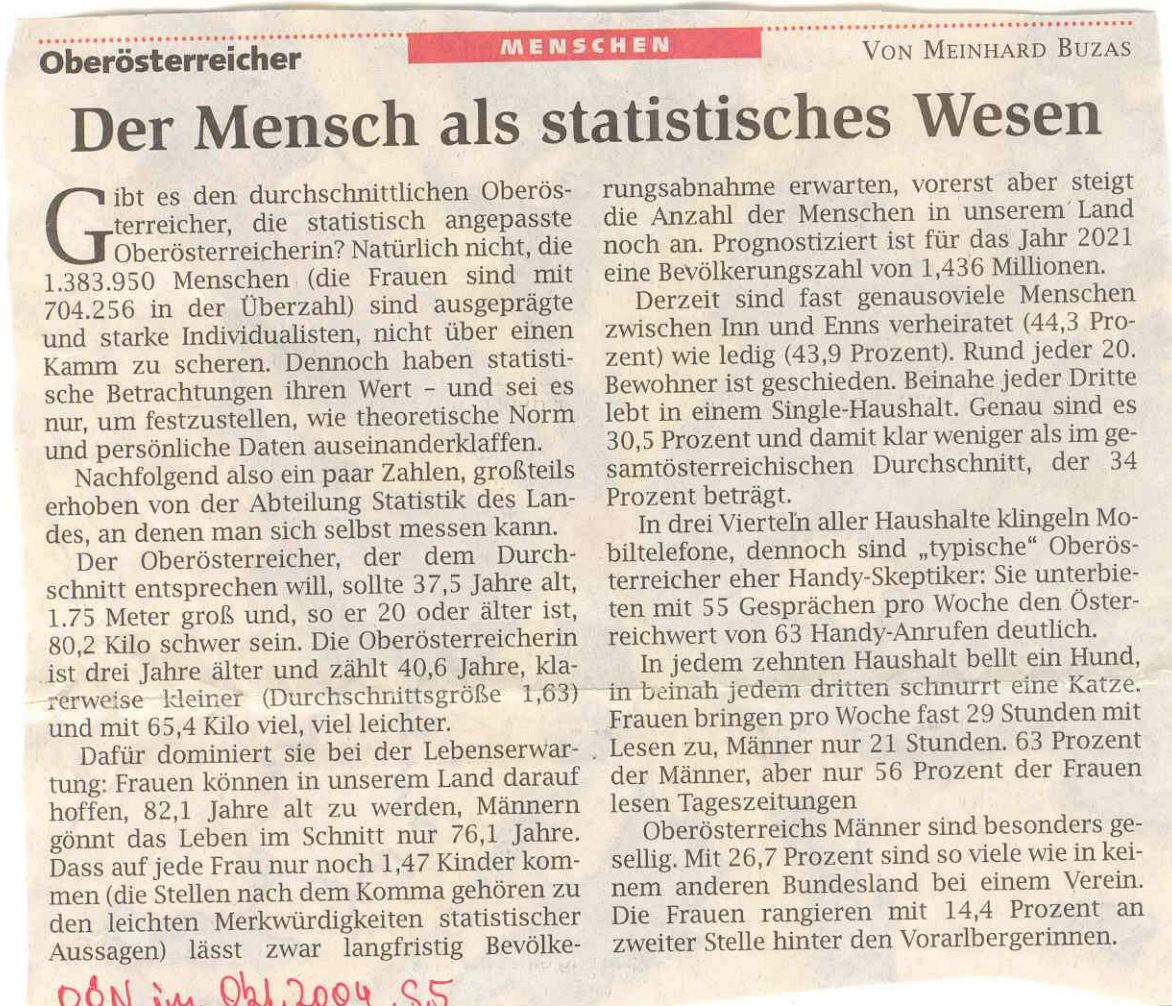 Oberösterreicher
MENSCHEN
VON MEINHARD BUZAS
Der Mensch als statistisches Wesen
Gibt es den durchschnittlichen Oberös-
terreicher, die statistisch angepasste
Oberösterreicherin? Natürlich nicht, die
1.383.950 Menschen (die Frauen sind mit
704.256 in der Überzahl) sind ausgeprägte
und starke Individualisten, nicht über einen
Kamm zu scheren. Dennoch haben statisti-
sche Betrachtungen ihren Wert – und sei es
nur, um festzustellen, wie theoretische Norm
und persönliche Daten auseinanderklaffen.
Nachfolgend also ein paar Zahlen, großteils
erhoben von der Abteilung Statistik des Lan-
des, an denen man sich selbst messen kann.
Der Oberösterreicher, der dem Durch-
schnitt entsprechen will, sollte 37,5 Jahre alt,
1.75 Meter groß und, so er 20 oder älter ist,
80,2 Kilo schwer sein. Die Oberösterreicherin
ist drei Jahre älter und zählt 40,6 Jahre, kla-
rerweise kleiner (Durchschnittsgröße 1,63)
und mit 65,4 Kilo viel, viel leichter.
Dafür dominiert sie bei der Lebenserwar-
tung: Frauen können in unserem Land darauf
hoffen, 82,1 Jahre alt zu werden, Männern
gönnt das Leben im Schnitt nur 76,1 Jahre.
Dass auf jede Frau nur noch 1,47 Kinder kom-
men (die Stellen nach dem Komma gehören zu
den leichten Merkwürdigkeiten statistischer
Aussagen) lässt zwar langfristig Bevölke-
rungsabnahme erwarten, vorerst aber steigt
die Anzahl der Menschen in unserem Land
noch an. Prognostiziert ist für das Jahr 2021
eine Bevölkerungszahl von 1,436 Millionen.
Derzeit sind fast genausoviele Menschen
zwischen Inn und Enns verheiratet (44,3 Pro-
zent) wie ledig (43,9 Prozent). Rund jeder 20.
Bewohner ist geschieden. Beinahe jeder Dritte
lebt in einem Single-Haushalt. Genau sind es
30,5 Prozent und damit klar weniger als im ge-
samtösterreichischen Durchschnitt, der 34
Prozent beträgt.
In drei Vierteln aller Haushalte klingeln Mo-
biltelefone, dennoch sind „typische“ Oberös-
terreicher eher Handy-Skeptiker: Sie unterbie-
ten mit 55 Gesprächen pro Woche den Öster-
reichwert von 63 Handy-Anrufen deutlich.
In jedem zehnten Haushalt bellt ein Hund,
in beinah jedem dritten schnurrt eine Katze.
Frauen bringen pro Woche fast 29 Stunden mit
Lesen zu, Männer nur 21 Stunden. 63 Prozent
der Männer, aber nur 56 Prozent der Frauen
lesen Tageszeitungen
Oberösterreichs Männer sind besonders ge-
sellig. Mit 26,7 Prozent sind so viele wie in kei-
nem anderen Bundesland bei einem Verein.
Die Frauen rangieren mit 14,4 Prozent an
zweiter Stelle hinter den Vorarlbergerinnen.
OÖN im Okt. 2004, S.5